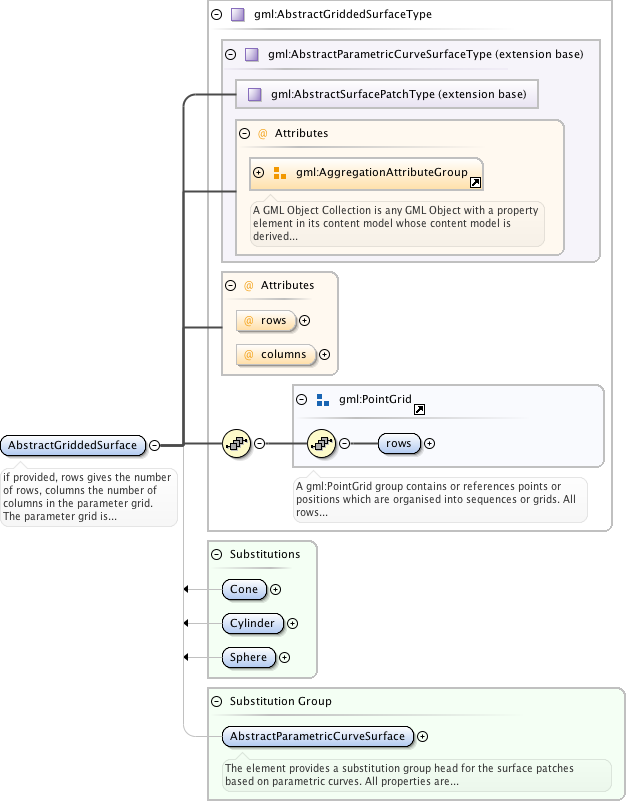 gml:AbstractGriddedSurfaceType
gml:AbstractParametricCurveSurfaceType (extension base)
gml:AbstractSurfacePatchType (extension base)
@ Attributes
gml:AggregationAttributeGroup
A GML Object Collection is any GML Object with a property
element in its content model whose content model is
derived...
@ Attributes
@ rows
@ columns
gml:PointGrid
rows
A gml:PointGrid group contains or references points or
positions which are organised into sequences or grids. All
rows...
AbstractGriddedSurface
if provided, rows gives the number
of rows, columns the number of
columns in the parameter grid.
The parameter grid is...
Substitutions
Cone
Cylinder
Sphere
Substitution Group
AbstractParametricCurveSurface
The element provides a substitution group head for the surface patches
based on parametric curves. All properties are...